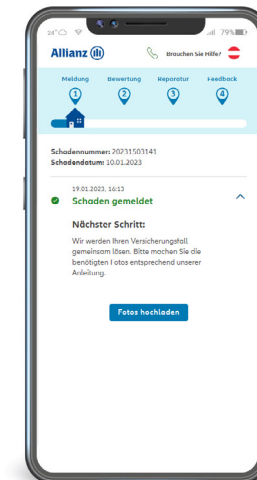 24°
79%
Allianz
Brauchen Sie Hilfe?
Meldung Bewertung Reparatur Feedback
1 2 3 4
Schadennummer: 20231503141
Schadendatum: 10.01.2023
19.01.2023, 16:13
Schaden gemeldet
Nächster Schritt:
Wir werden Ihren Versicherungsfall
gemeinsam lösen. Bitte machen Sie die
benötigten Fotos entsprechend unserer
Anleitung.
Fotos hochladen